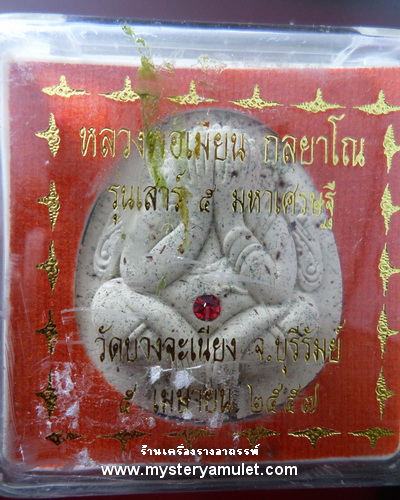 หลวงพ่อเมียน กลยาโณ
รุ่นเสาร์ ๕ มหาเศรษฐี
วัดบางจะเนียง จ.บุรีรัมย์
๕ เมษายน ๒๕๕๗
ร้านเครื่องรางอาถรรพ์
www.mysteryamulet.com